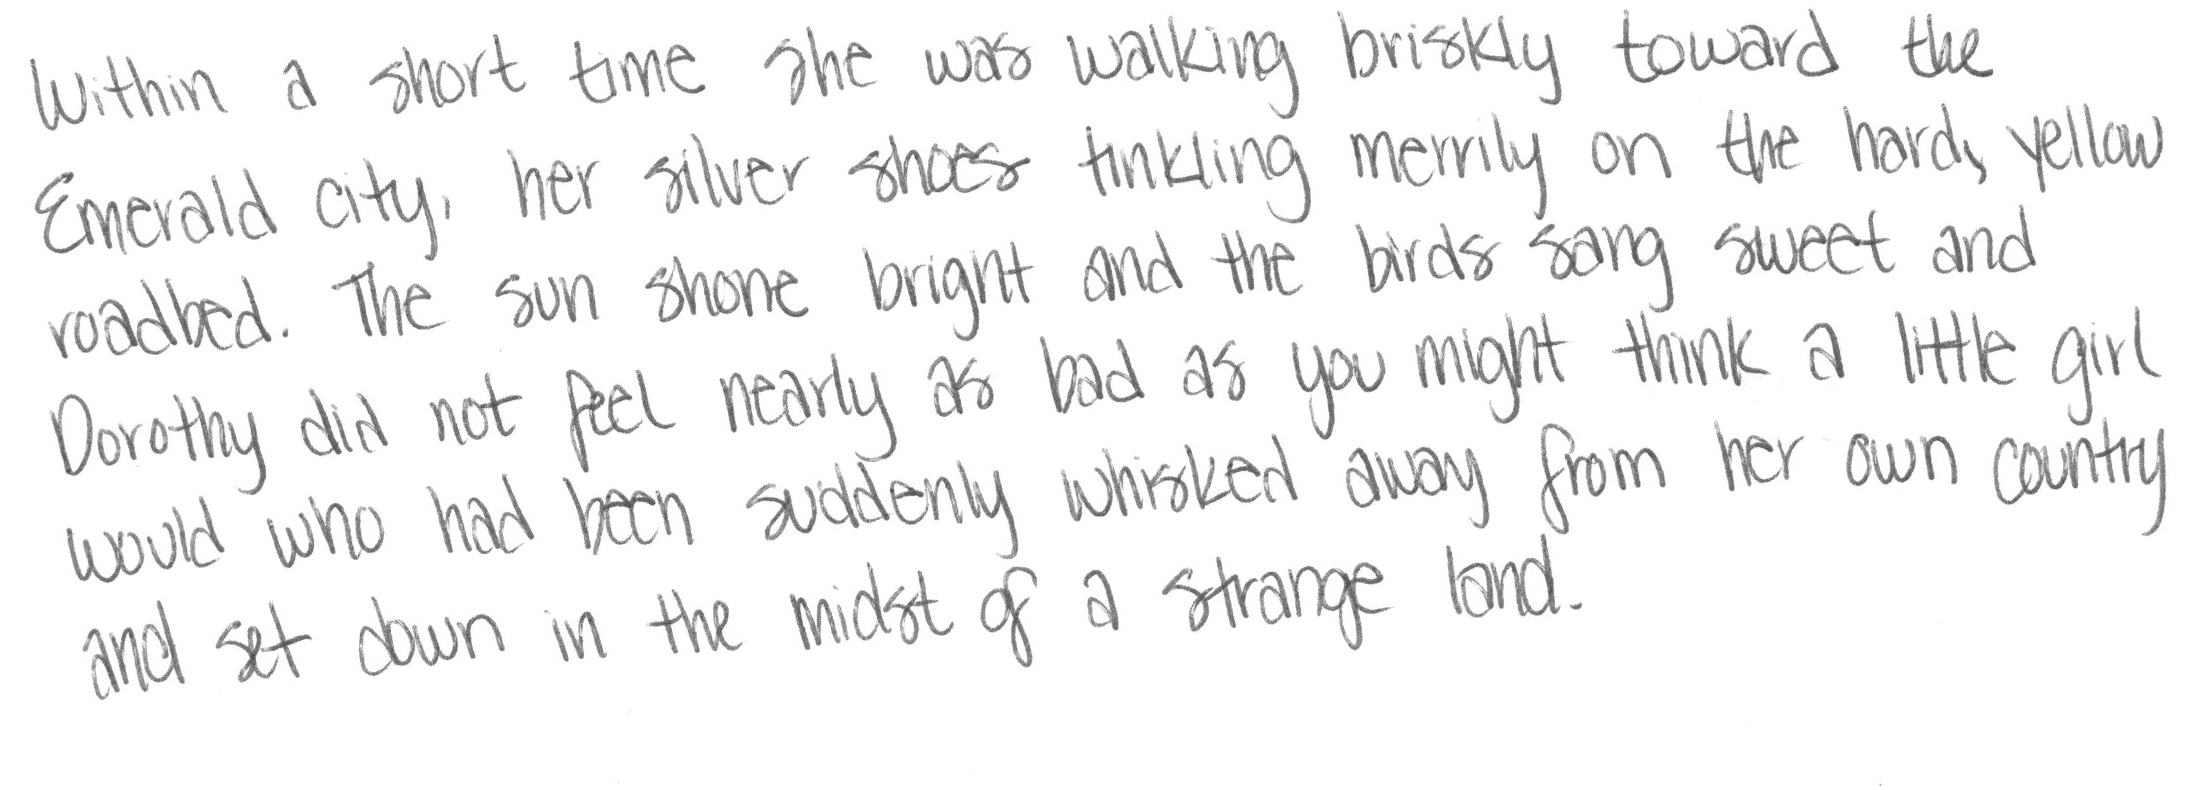 Within a short time she was walking briskly toward the
Emerald city, her silver shoes tinkling merrily on the hard, yellow
roadbed. The sun shone bright and the birds sang sweet and
Dorothy did not feel nearly as bad as you might think a little girl
would who had been suddenly whisked away from her own country
and set down in the midst of a strange land.